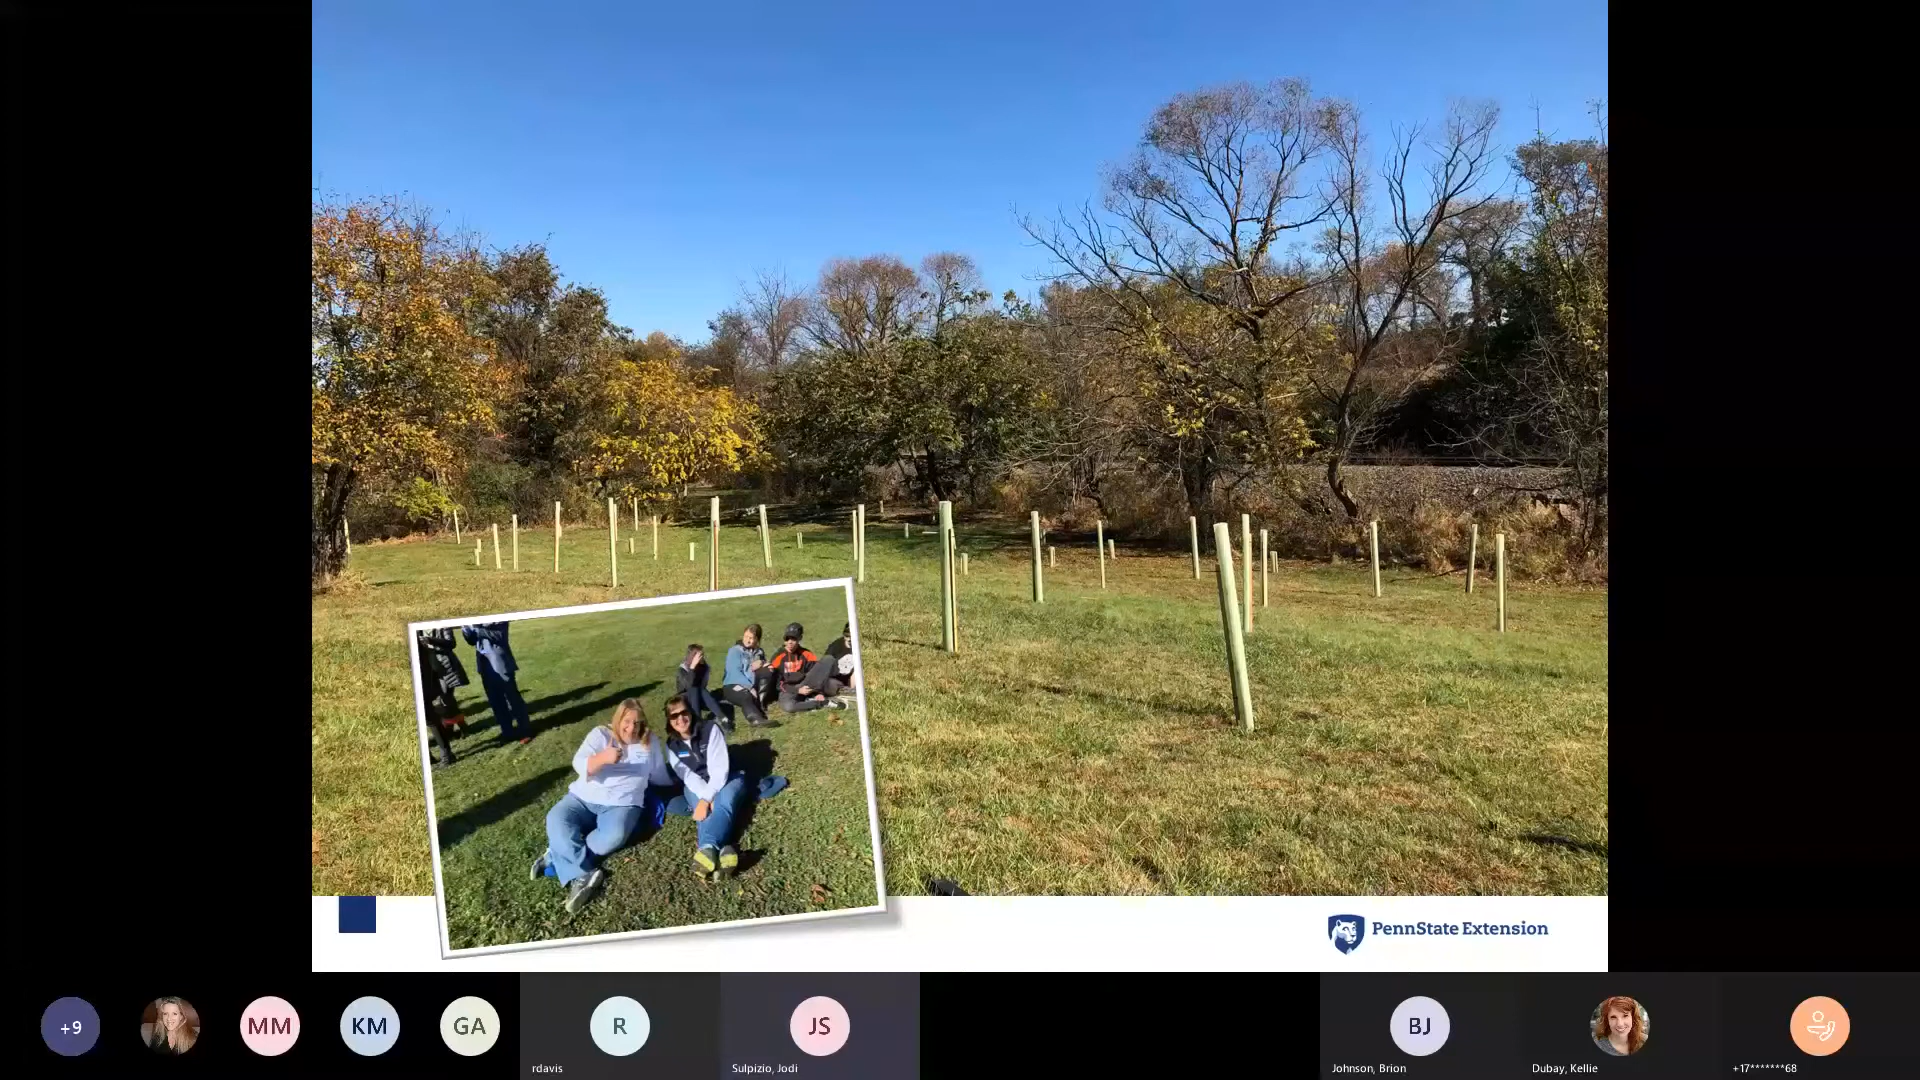 PennState Extension
+9
MM
KM
GA
R
JS
BJ
rdavis
Sulpizio, Jodi
Johnson, Brion
Dubay, Kellie
+17*******68